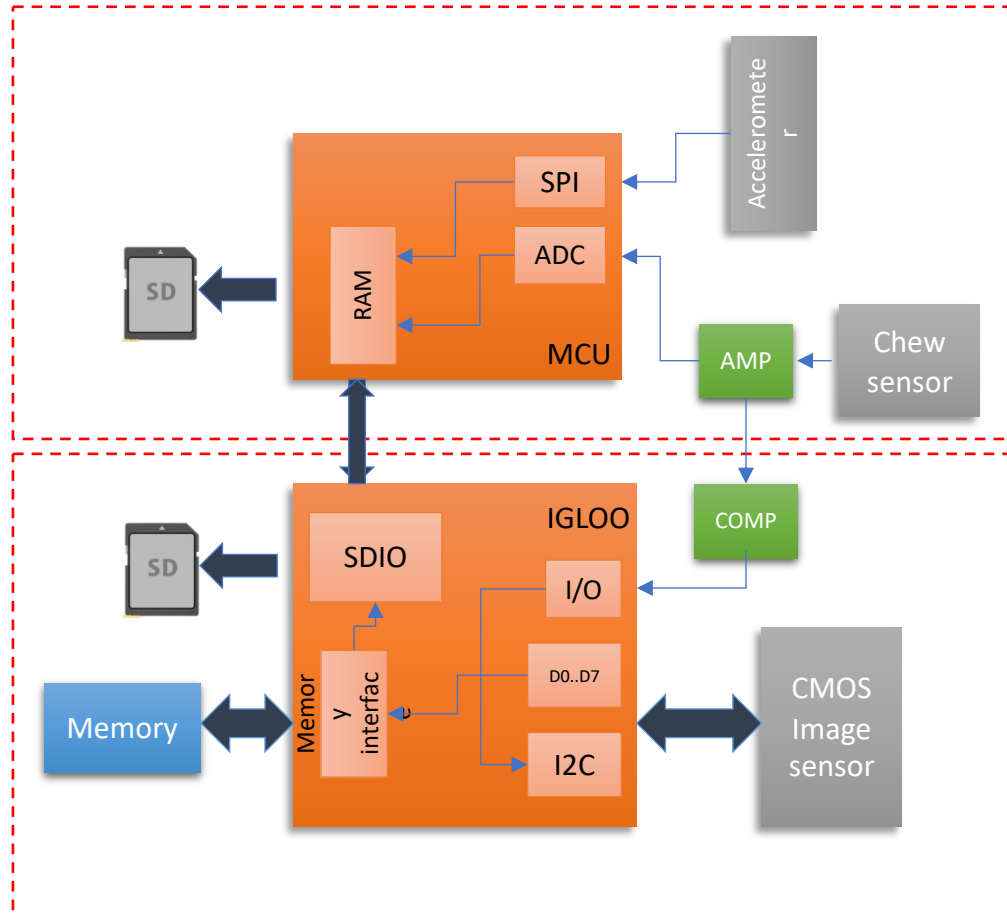 Acceleromete
r
SPI
ADC
RAM
MCU
SD
AMP
Chew
sensor
IGLOO
COMP
SDIO
SD
I/O
Memor
y
interfac
e
D0..D7
I2C
Memory
CMOS
Image
sensor